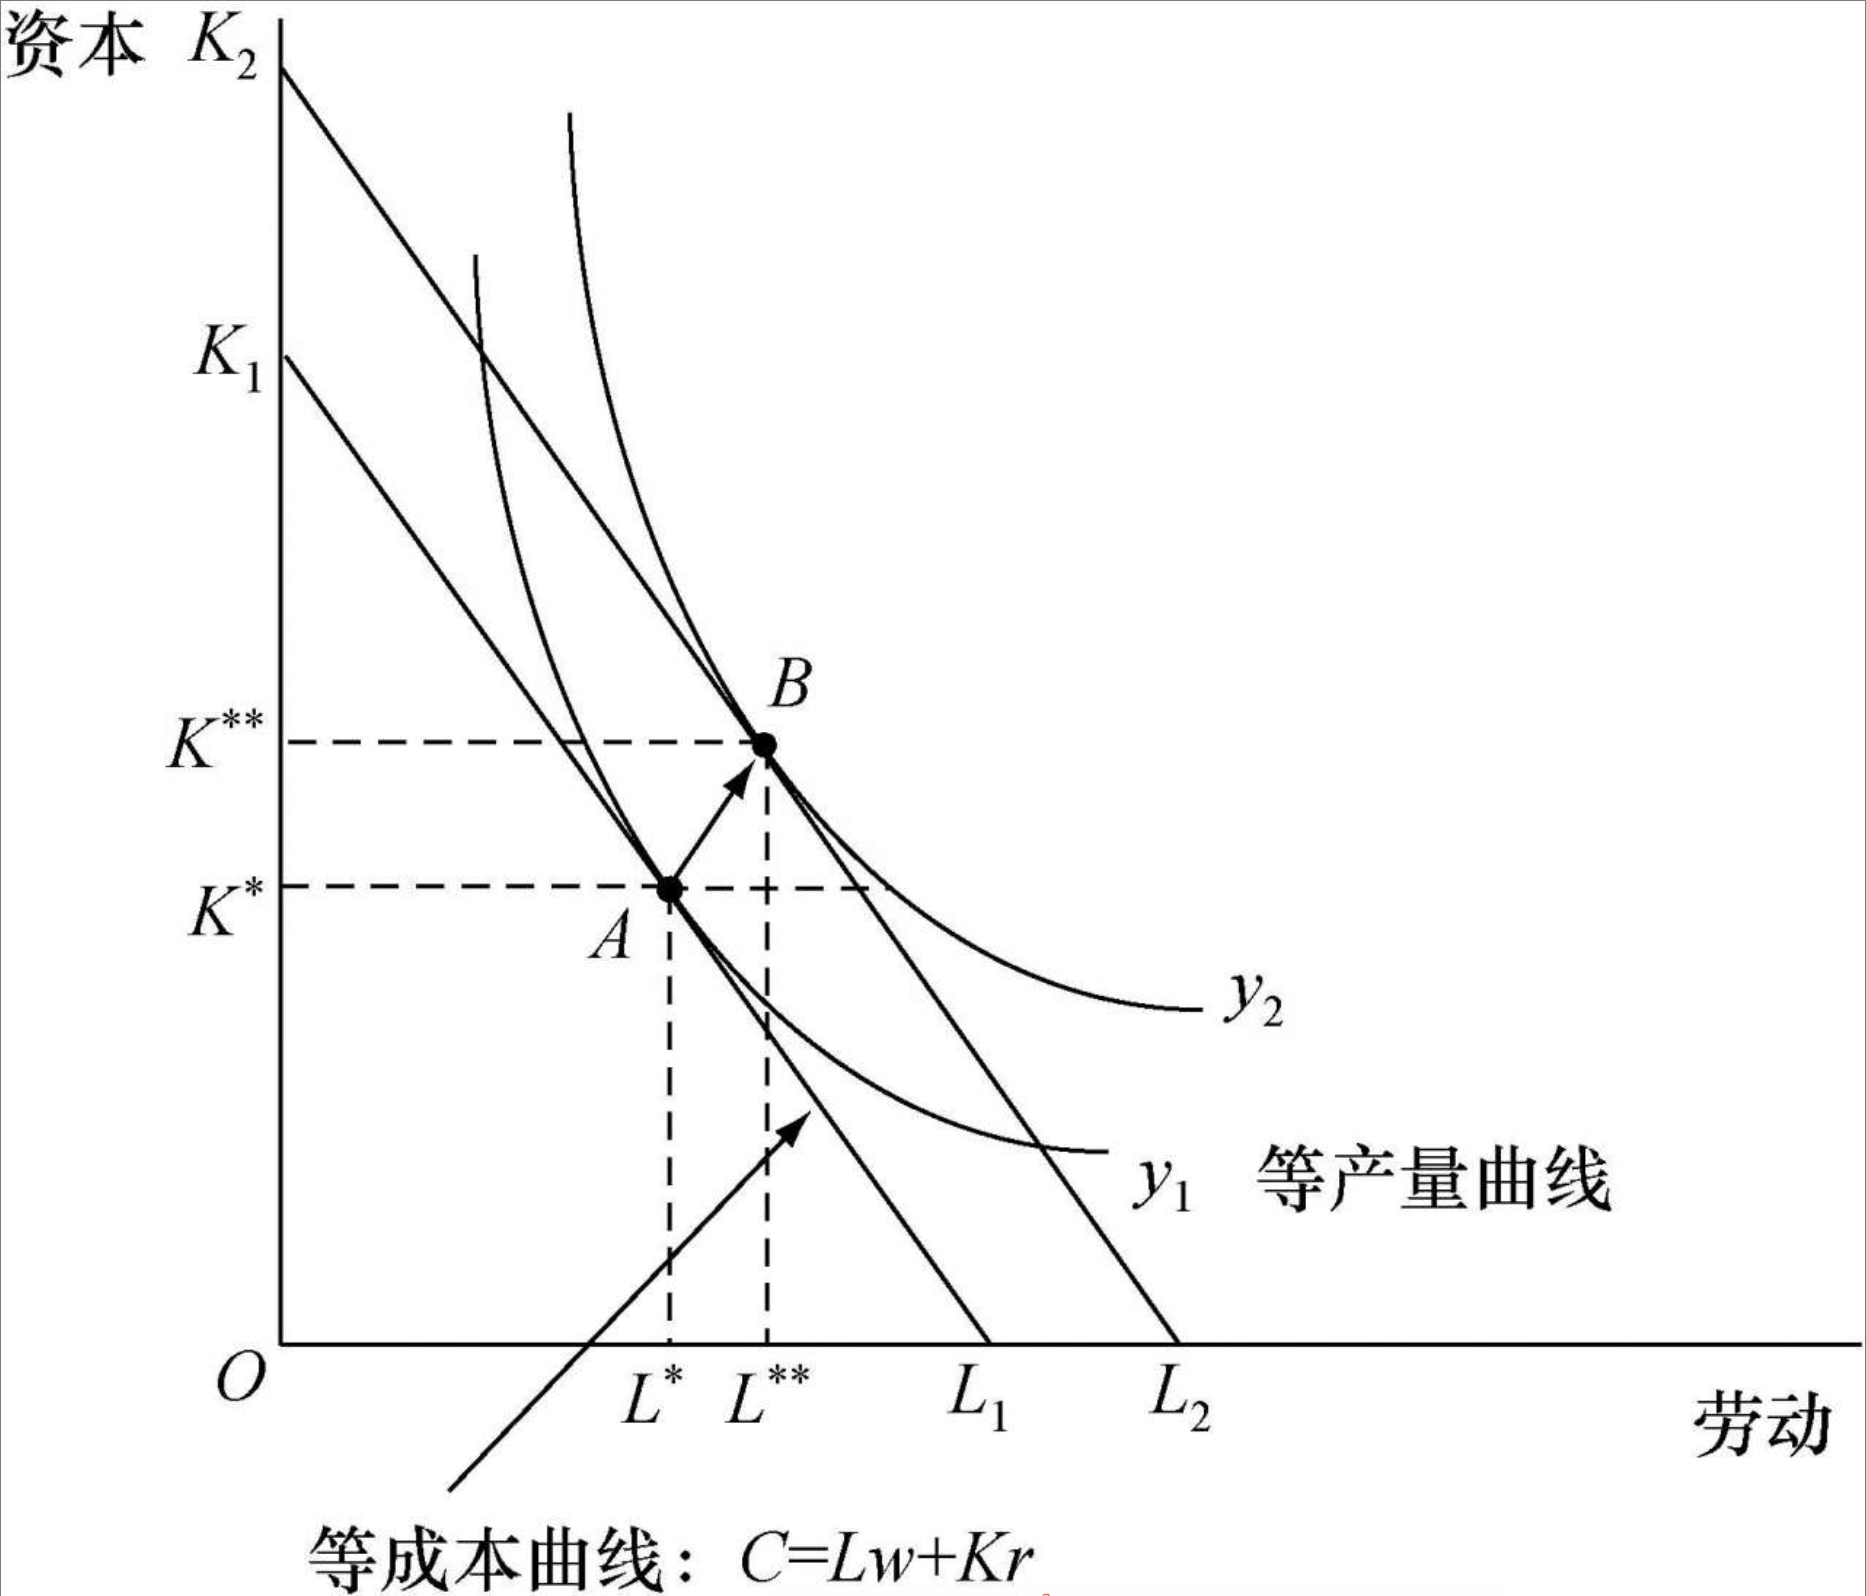 资本 K₂
K₁
B
K**
K*
A
y₂
y₁ 等产量曲线
O
L* L** L₁ L₂
劳动
等成本曲线：C=Lw+Kr